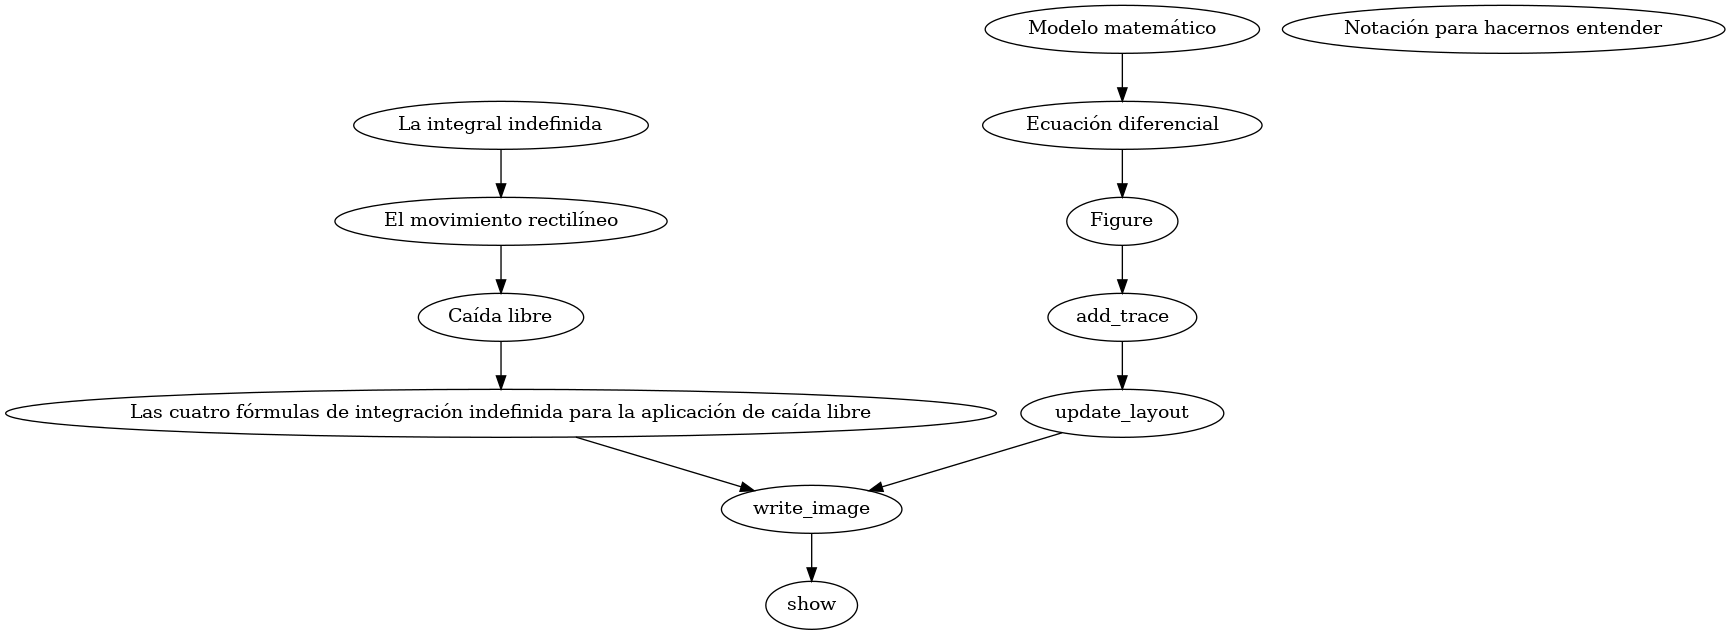 Modelo matemático
Notación para hacernos entender
La integral indefinida
Ecuación diferencial
El movimiento rectilíneo
Figure
Caída libre
add_trace
Las cuatro fórmulas de integración indefinida para la aplicación de caída libre
update_layout
write_image
show